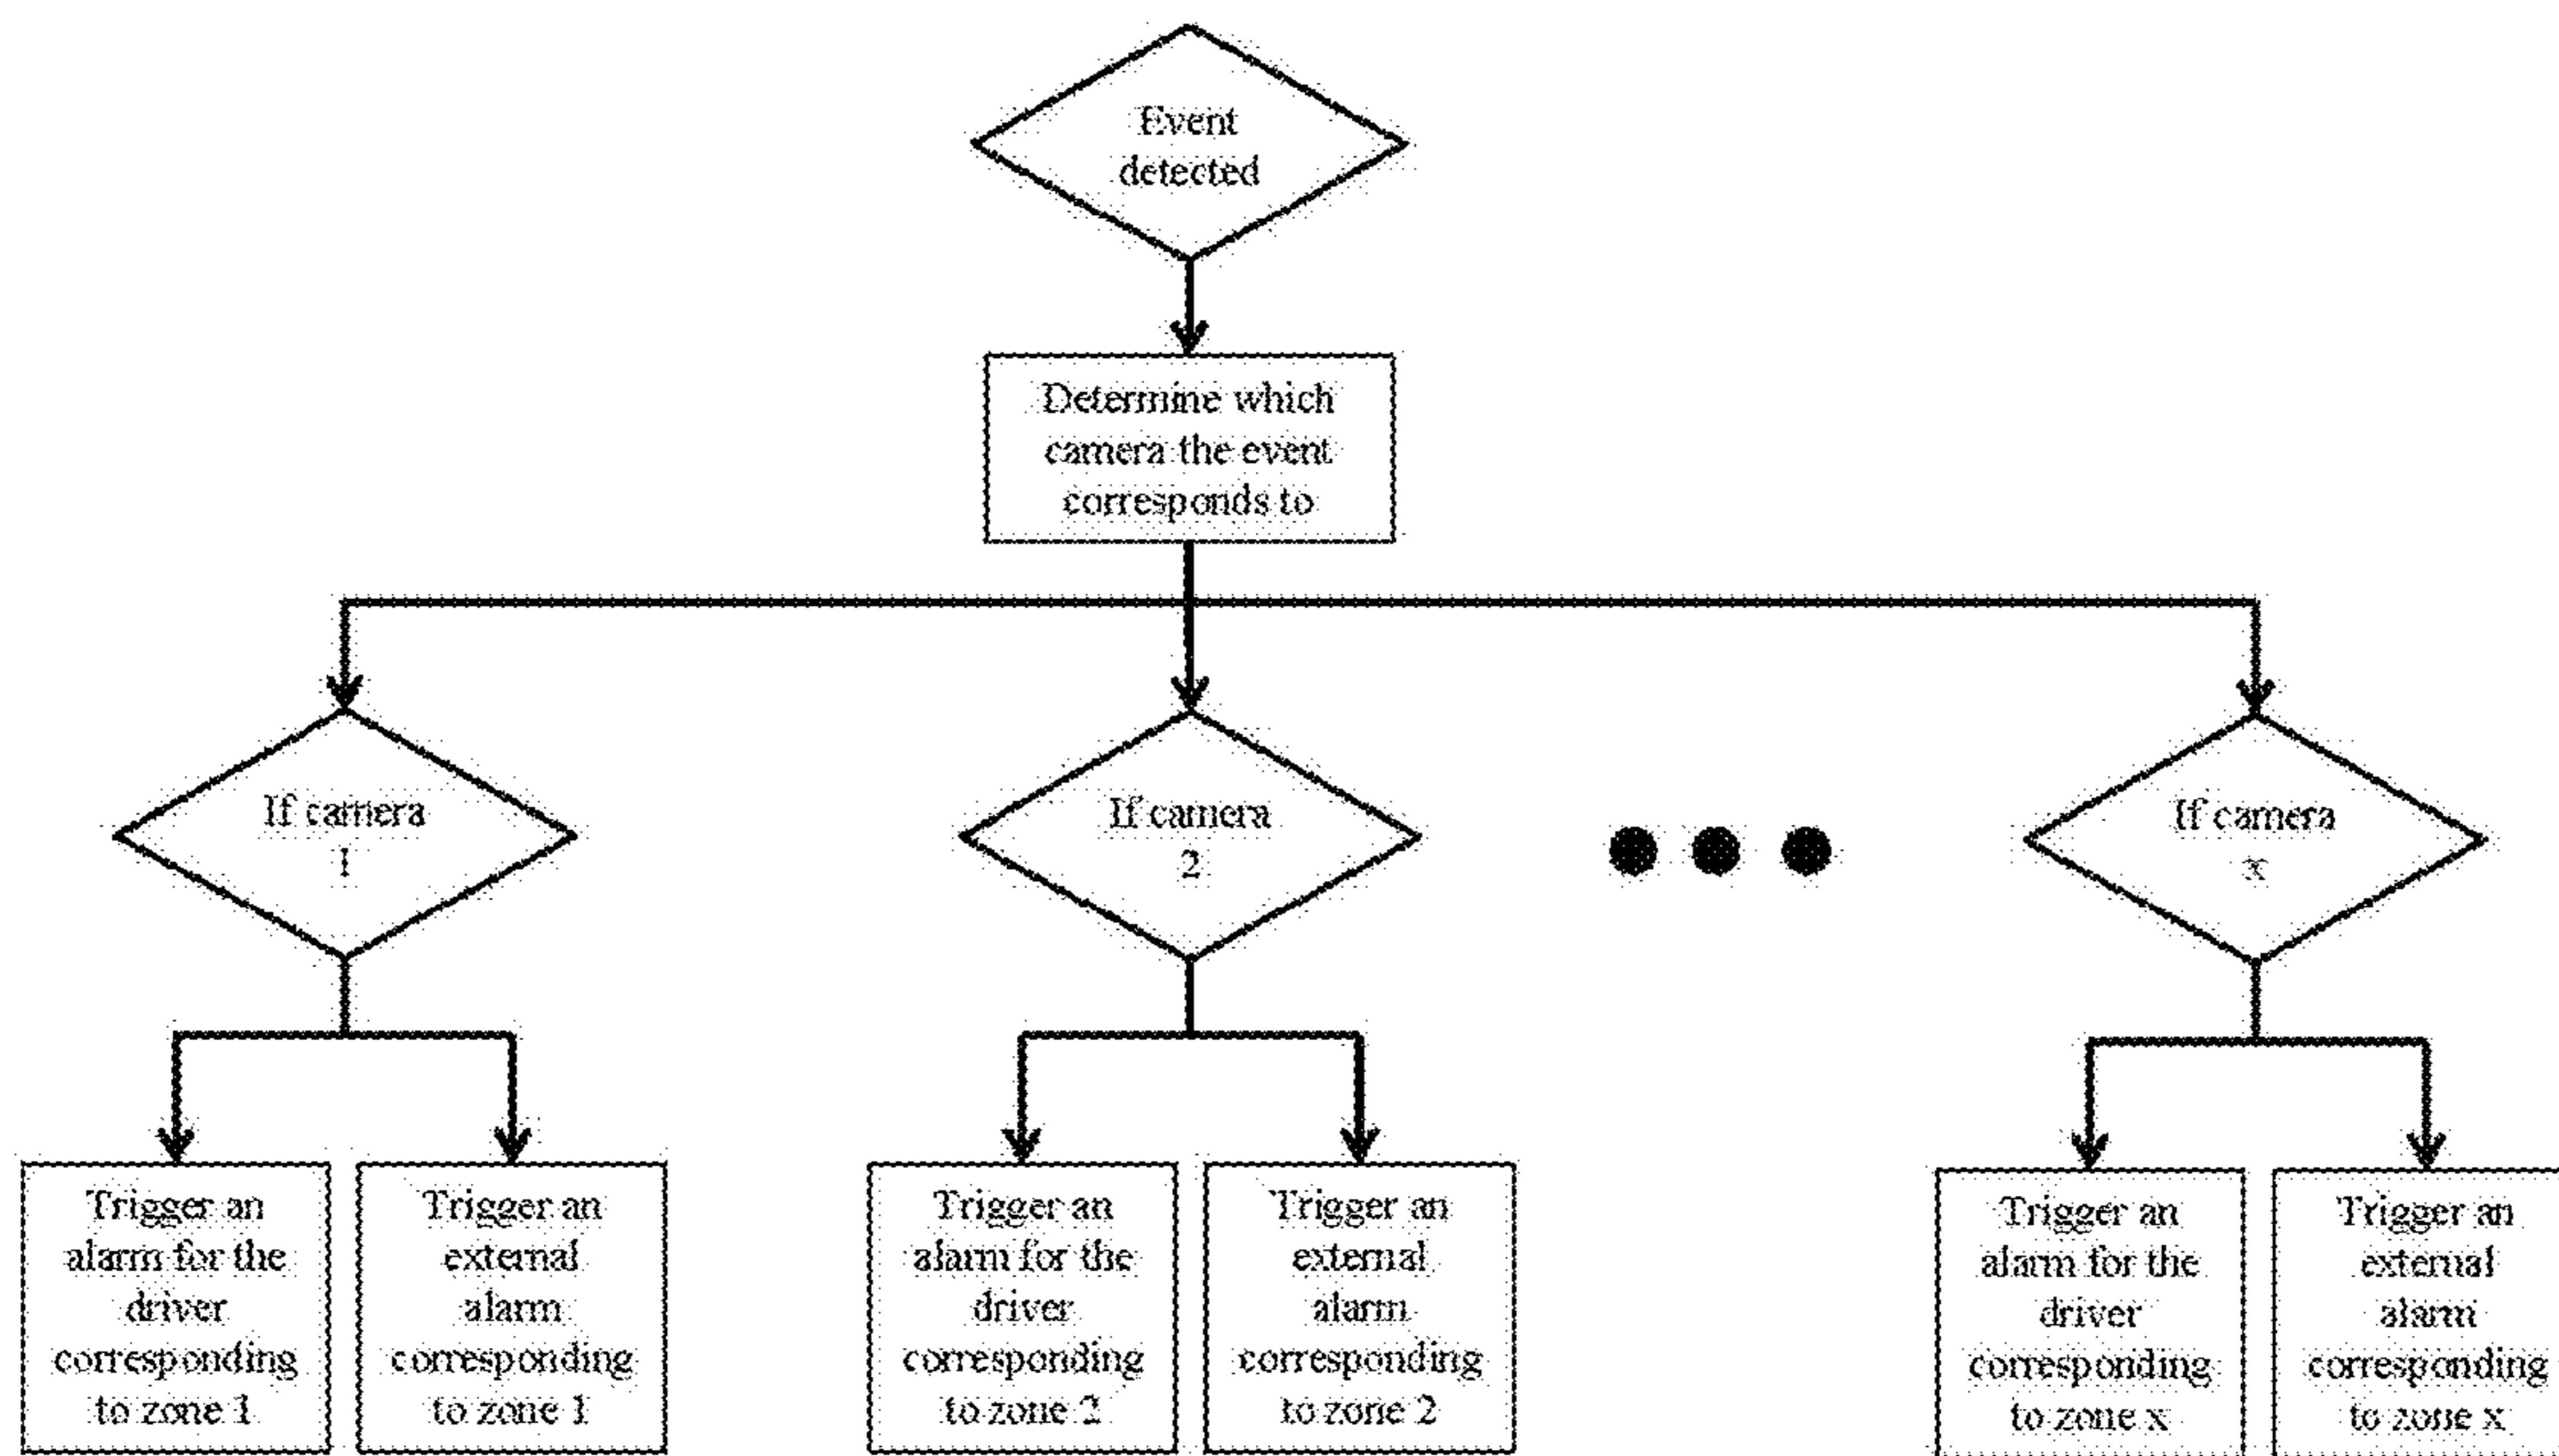 Event
detected
Determine which
camera the event
corresponds to
If camera
1
If camera
2
If camera
x
Trigger an
alarm for the
driver
corresponding
to zone 1
Trigger an
external
alarm
corresponding
to zone 1
Trigger an
alarm for the
driver
corresponding
to zone 2
Trigger an
external
alarm
corresponding
to zone 2
Trigger an
alarm for the
driver
corresponding
to zone x
Trigger an
external
alarm
corresponding
to zone x